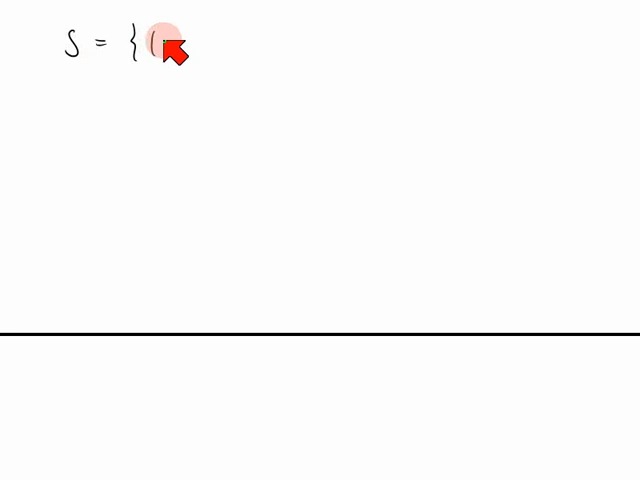 S = { (